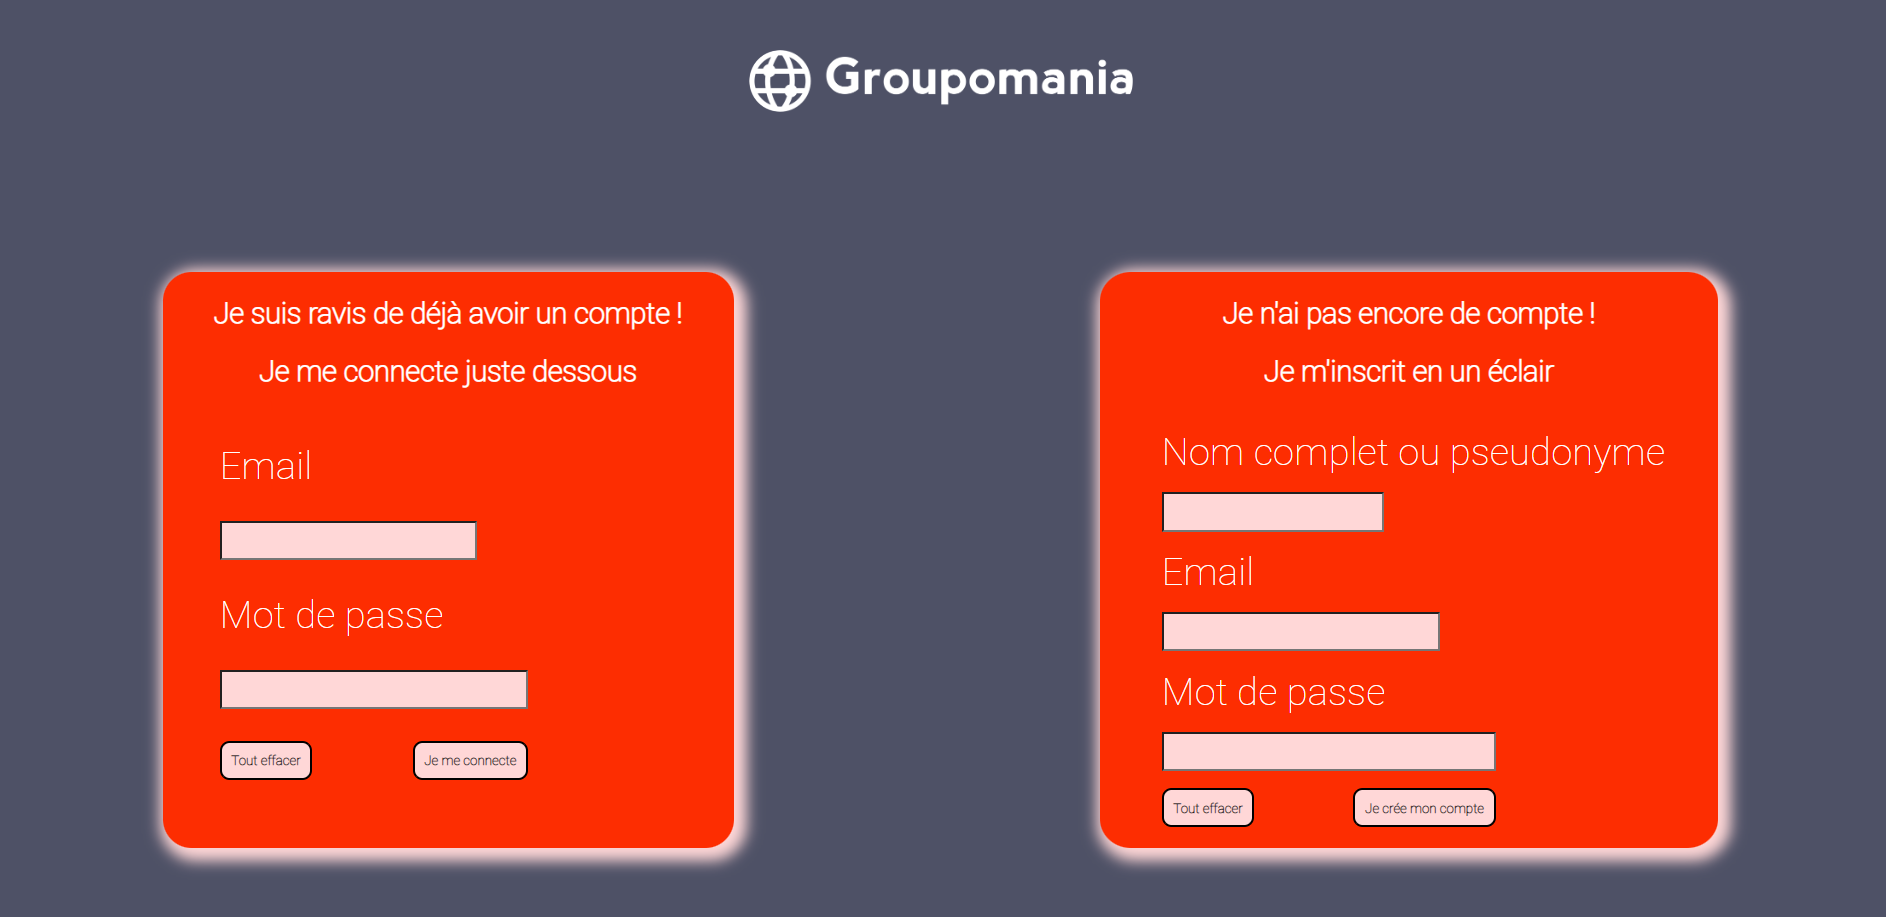 Groupomania
Je suis ravis de déjà avoir un compte !
Je me connecte juste dessous
Email
Mot de passe
Tout effacer
Je me connecte
Je n'ai pas encore de compte !
Je m'inscrit en un éclair
Nom complet ou pseudonyme
Email
Mot de passe
Tout effacer
Je crée mon compte